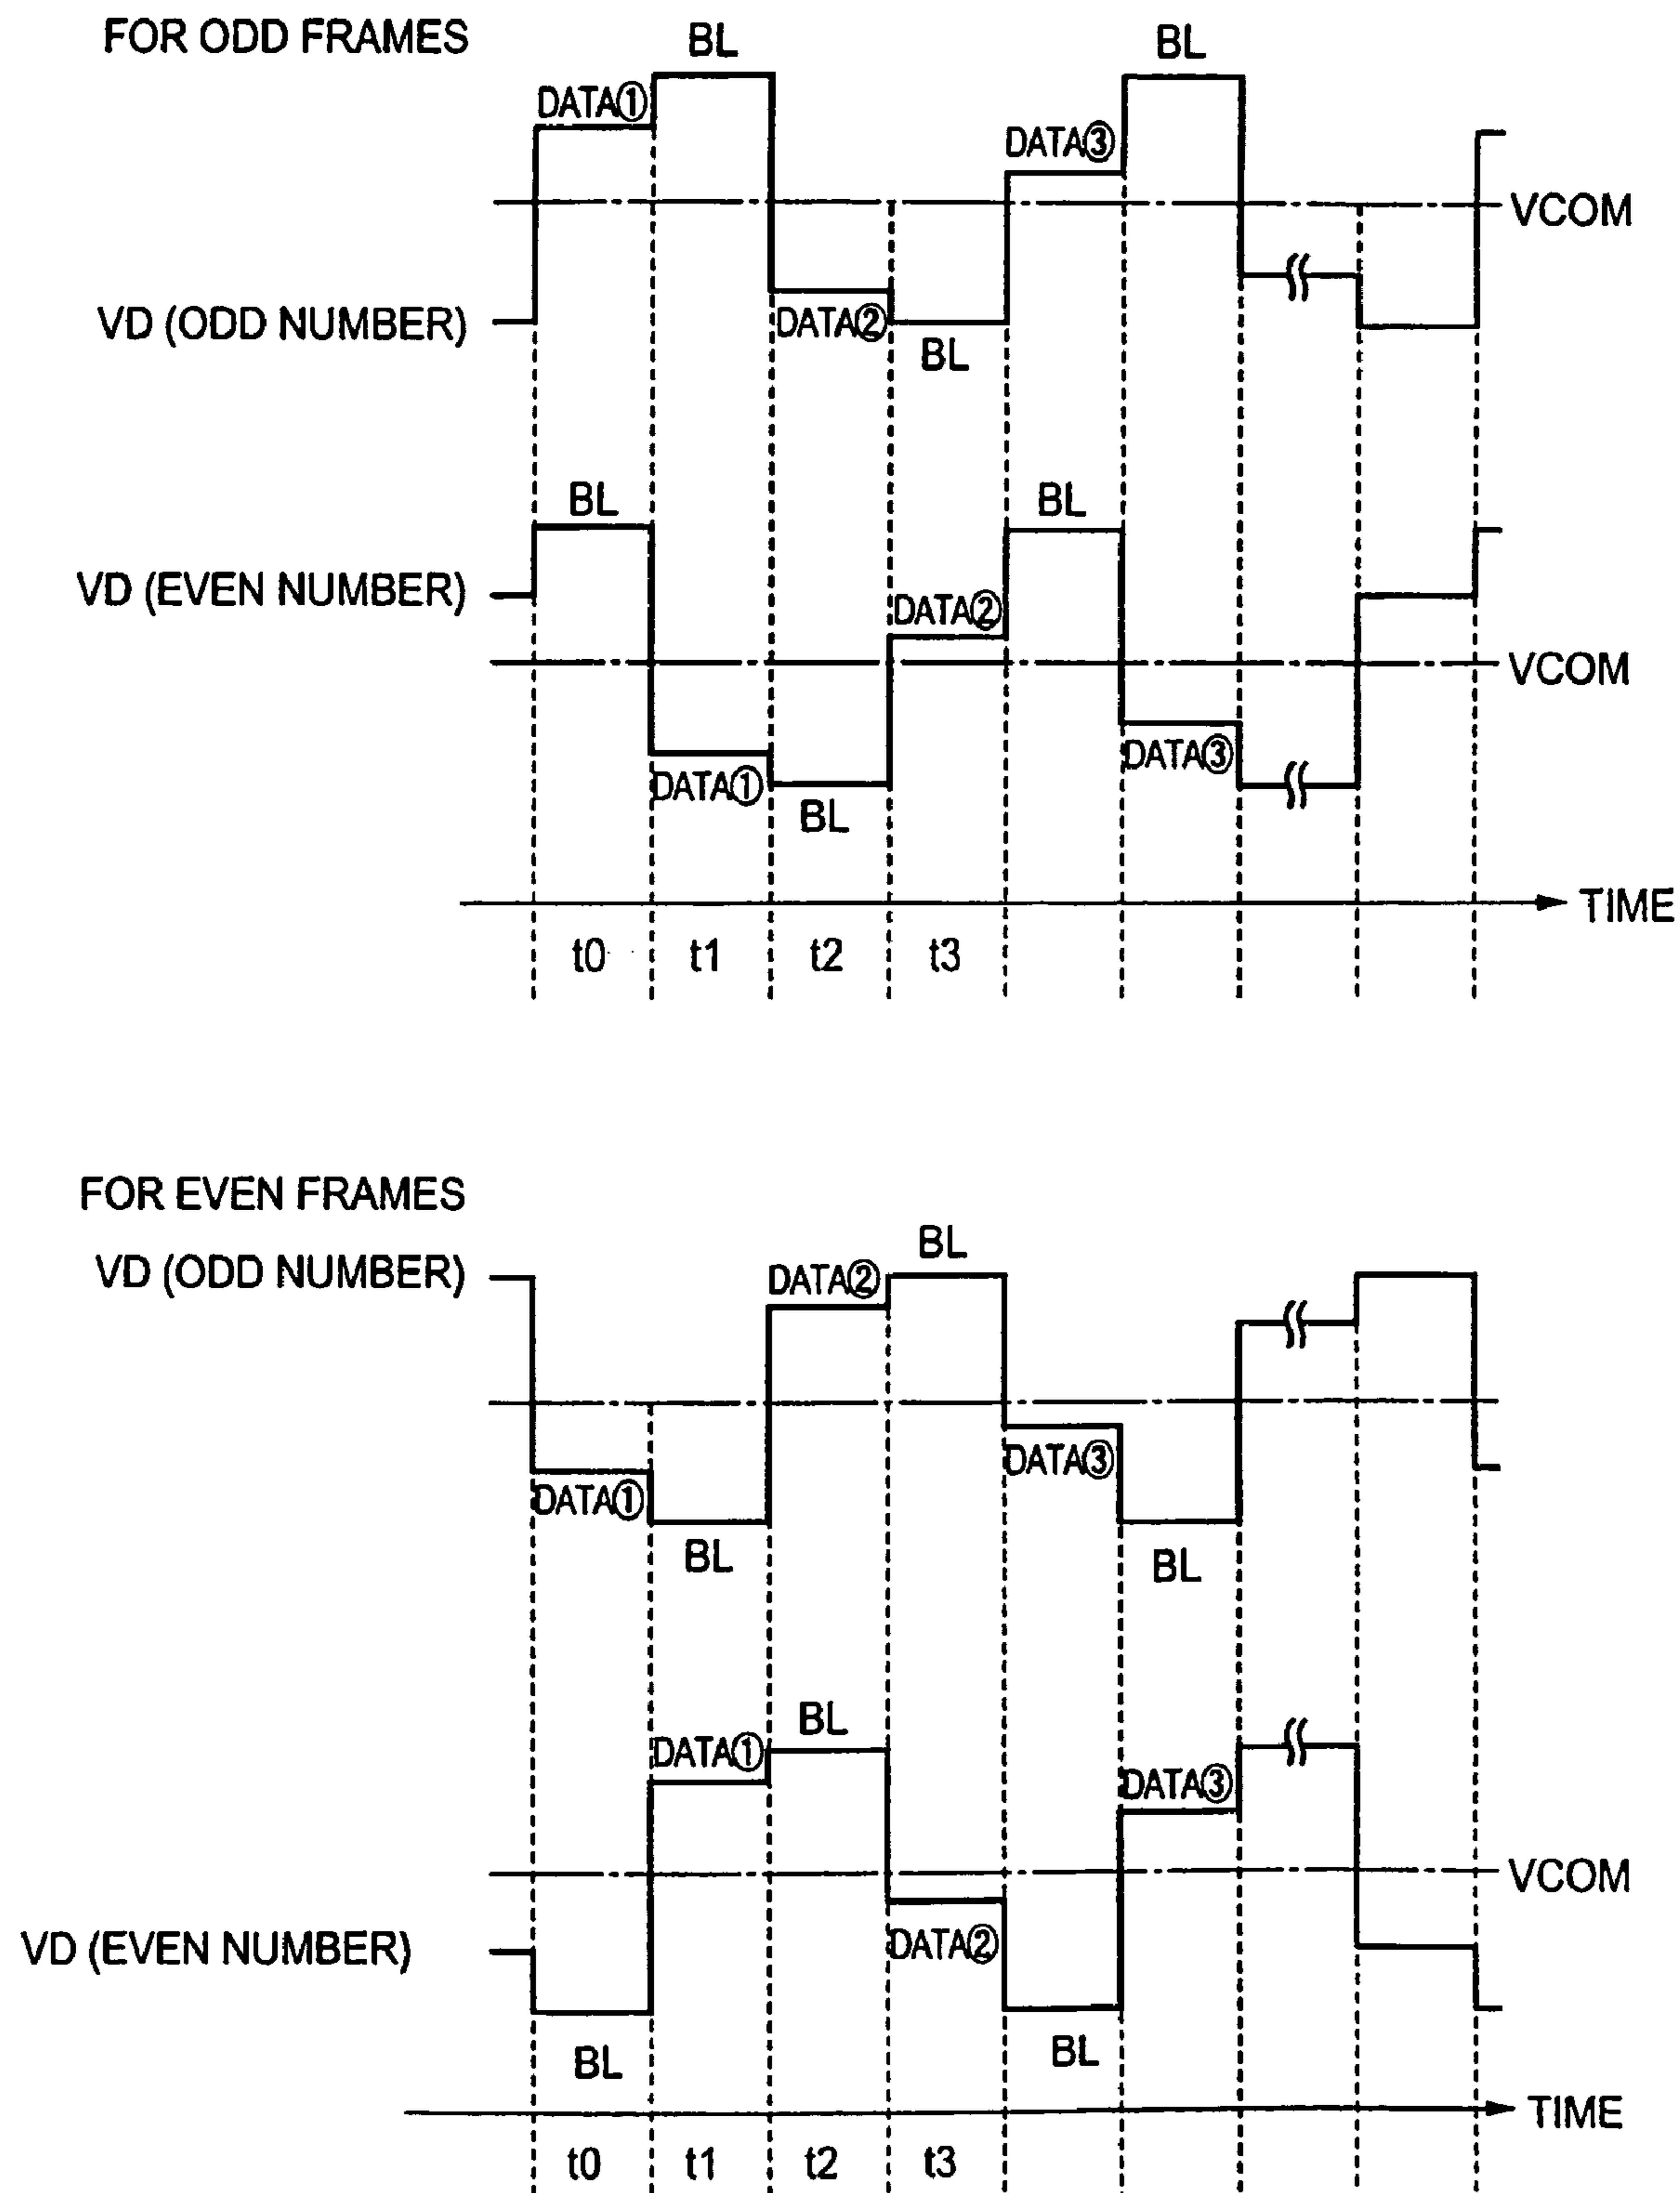 FOR ODD FRAMES
BL
BL
DATA①
DATA③
VCOM
VD (ODD NUMBER)
DATA②
BL
BL
BL
VD (EVEN NUMBER)
DATA②
VCOM
DATA①
DATA③
BL
TIME
t0 t1 t2 t3
FOR EVEN FRAMES
BL
VD (ODD NUMBER)
DATA②
DATA③
DATA①
BL
BL
BL
DATA①
DATA③
VCOM
VD (EVEN NUMBER)
DATA②
BL
BL
TIME
t0 t1 t2 t3